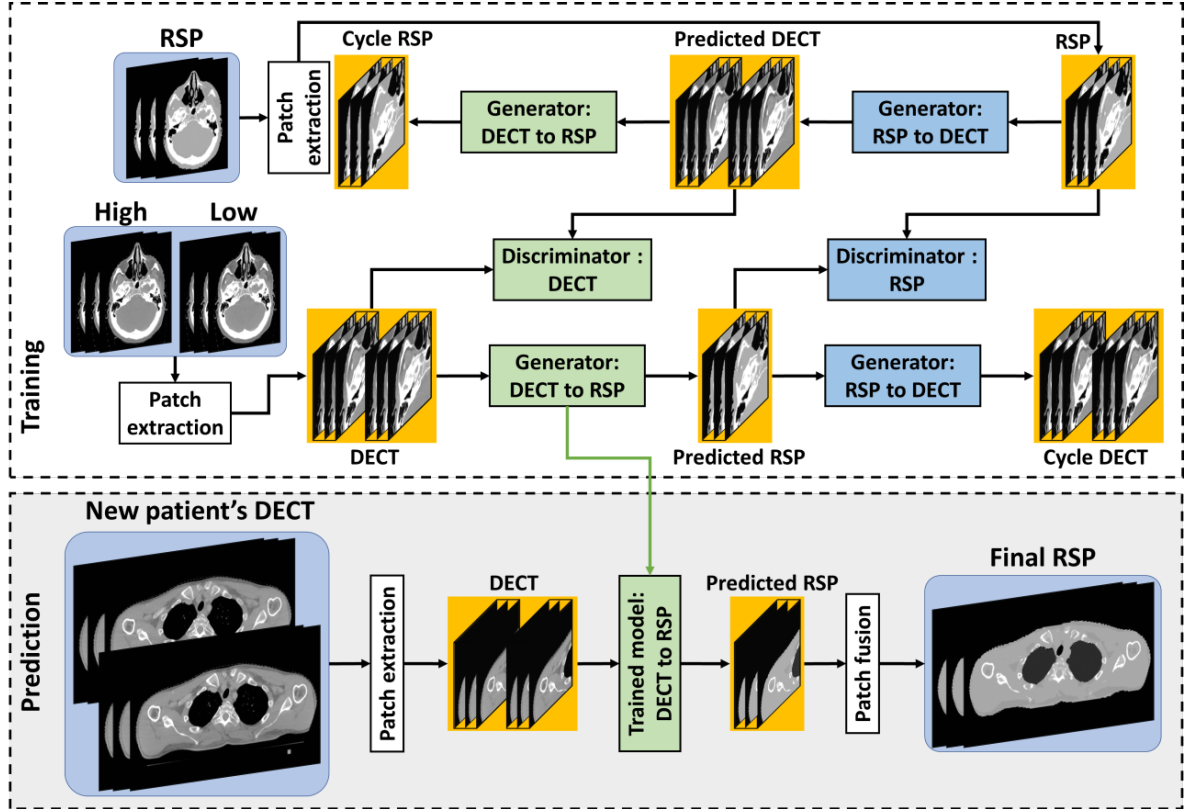 RSP
Patch
extraction
Cycle RSP
Generator:
DECT to RSP
Predicted DECT
Generator:
RSP to DECT
RSP
High
Low
Discriminator :
DECT
Discriminator :
RSP
Training
Patch
extraction
DECT
Generator:
DECT to RSP
Predicted RSP
Generator:
RSP to DECT
Cycle DECT
Prediction
New patient’s DECT
Patch extraction
DECT
Trained model:
DECT to RSP
Predicted RSP
Patch fusion
Final RSP